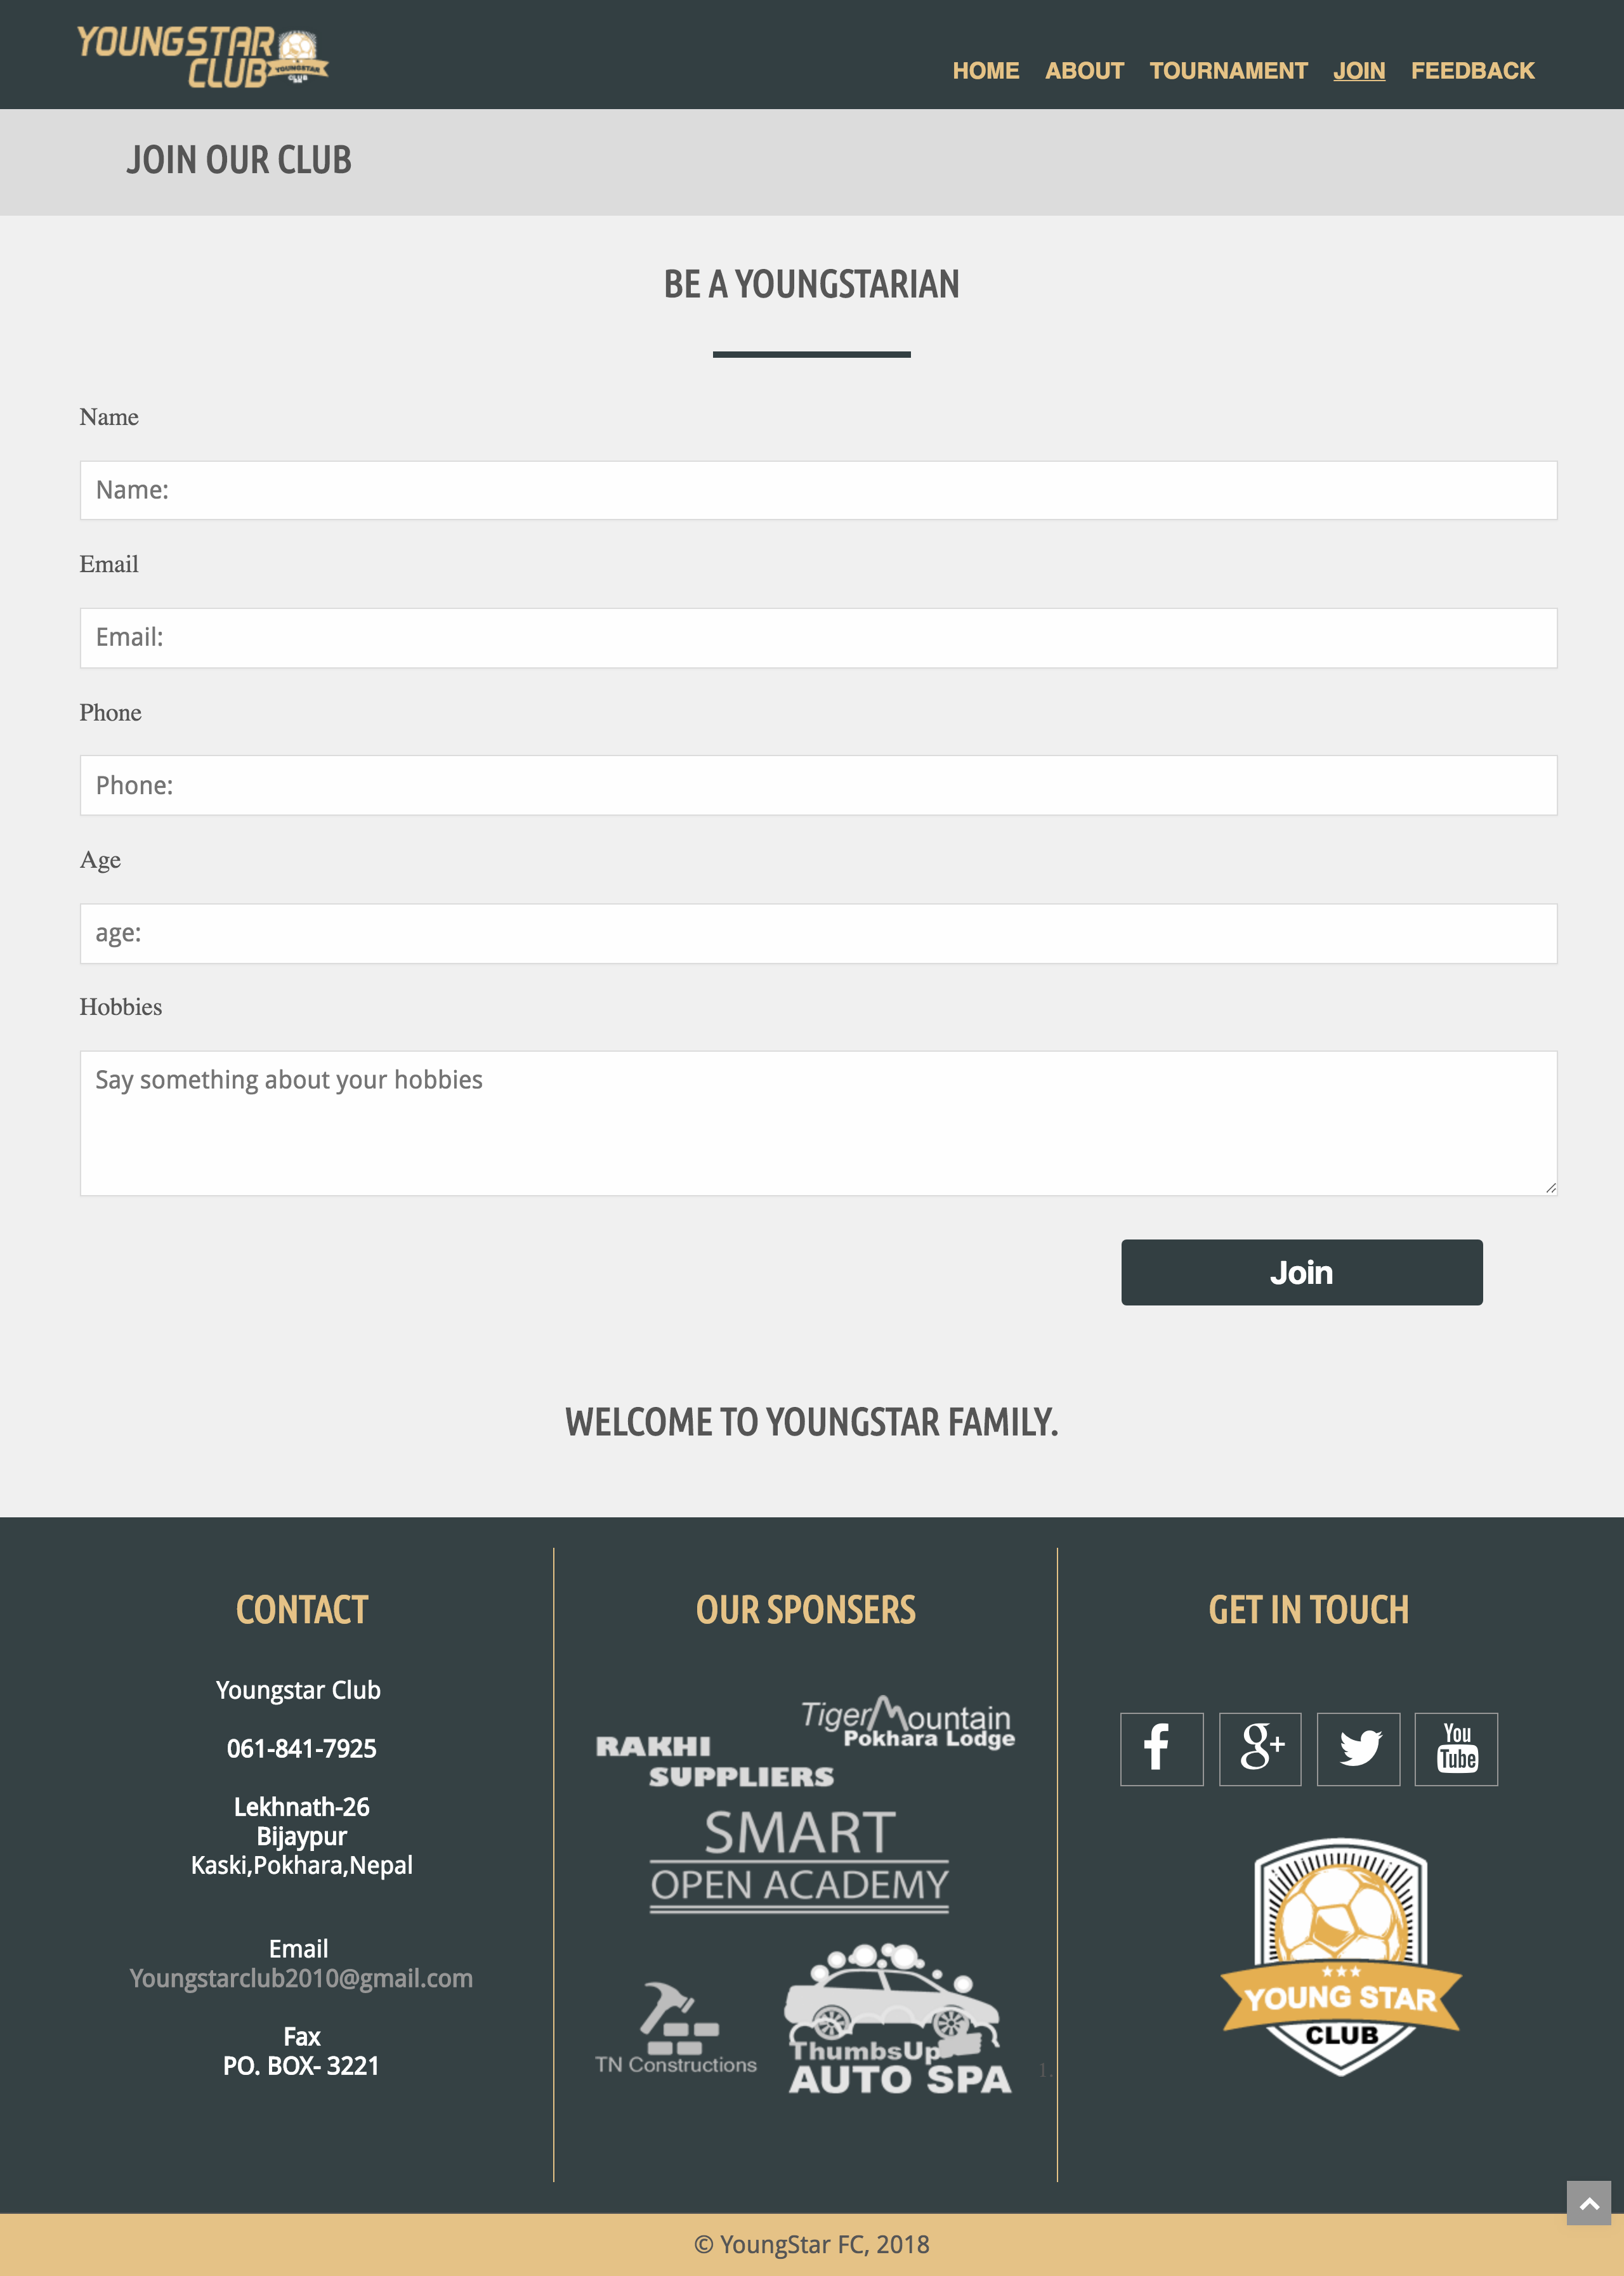 YOUNGSTAR
CLUB
YOUNGSTAR
CLUB
HOME ABOUT TOURNAMENT JOIN FEEDBACK
JOIN OUR CLUB
BE A YOUNGSTARIAN
Name
Name:
Email
Email:
Phone
Phone:
Age
age:
Hobbies
Say something about your hobbies
Join
WELCOME TO YOUNGSTAR FAMILY.
CONTACT
Youngstar Club
061-841-7925
Lekhnath-26
Bijaypur
Kaski,Pokhara,Nepal
Email
Youngstarclub2010@gmail.com
Fax
PO. BOX- 3221
OUR SPONSERS
TigerMountain
Pokhara Lodge
RAKHI
SUPPLIERS
SMART
OPEN ACADEMY
TN Constructions
ThumbsUp
AUTO SPA
1.
GET IN TOUCH
f g+ You Tube
YOUNG STAR
CLUB
© YoungStar FC, 2018